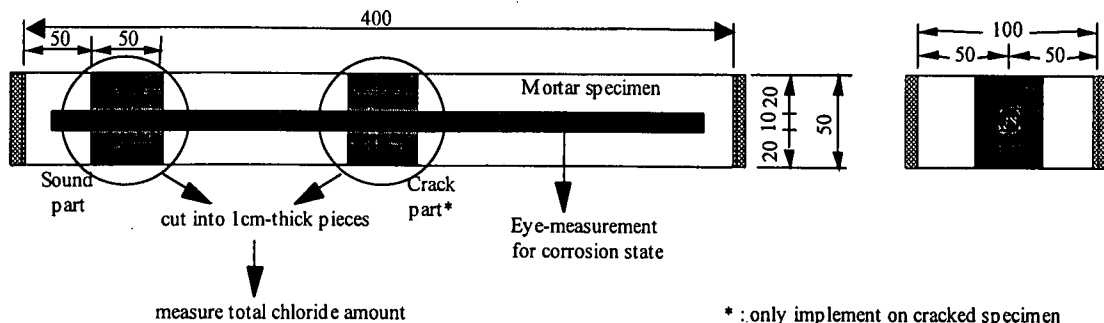 400
50
50
100
50
50
Mortar specimen
20
10
20
50
Sound
part
Crack
part*
cut into 1cm-thick pieces
Eye-measurement
for corrosion state
measure total chloride amount
* : only implement on cracked specimen